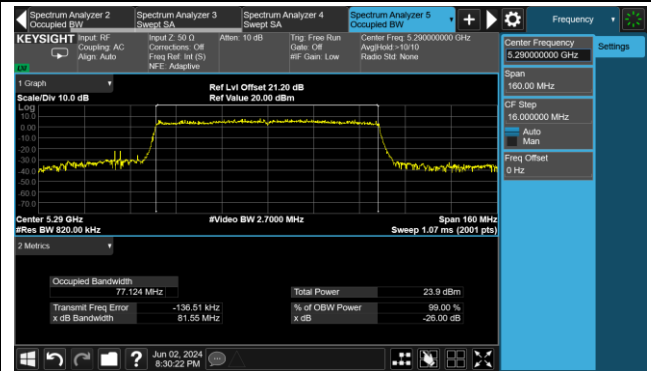 Spectrum Analyzer 2
Occupied BW
Spectrum Analyzer 3
Swept SA
Spectrum Analyzer 4
Swept SA
Spectrum Analyzer 5
Occupied BW
Frequency
KEYSIGHT
Input: RF
Coupling: AC
Align: Auto
Input Z: 50 Ω
Corrections: Off
Freq Ref: Int (S)
NFE: Adaptive
Atten: 10 dB
Trig: Free Run
Gate: Off
#IF Gain: Low
Center Freq: 5.290000000 GHz
Avg|Hold:>10/10
Radio Std: None
Center Frequency
5.290000000 GHz
Settings
Span
160.00 MHz
CF Step
16.000000 MHz
Auto
Man
Freq Offset
0 Hz
1 Graph
Scale/Div 10.0 dB
Ref Lvl Offset 21.20 dB
Ref Value 20.00 dBm
Log
10.0
0.00
-10.0
-20.0
-30.0
-40.0
-50.0
-60.0
-70.0
Center 5.29 GHz
#Video BW 2.7000 MHz
Span 160 MHz
#Res BW 820.00 kHz
Sweep 1.07 ms (2001 pts)
2 Metrics
Occupied Bandwidth
77.124 MHz
Total Power
23.9 dBm
Transmit Freq Error
-136.51 kHz
% of OBW Power
99.00 %
x dB Bandwidth
81.55 MHz
x dB
-26.00 dB
?
Jun 02, 2024
8:30:22 PM